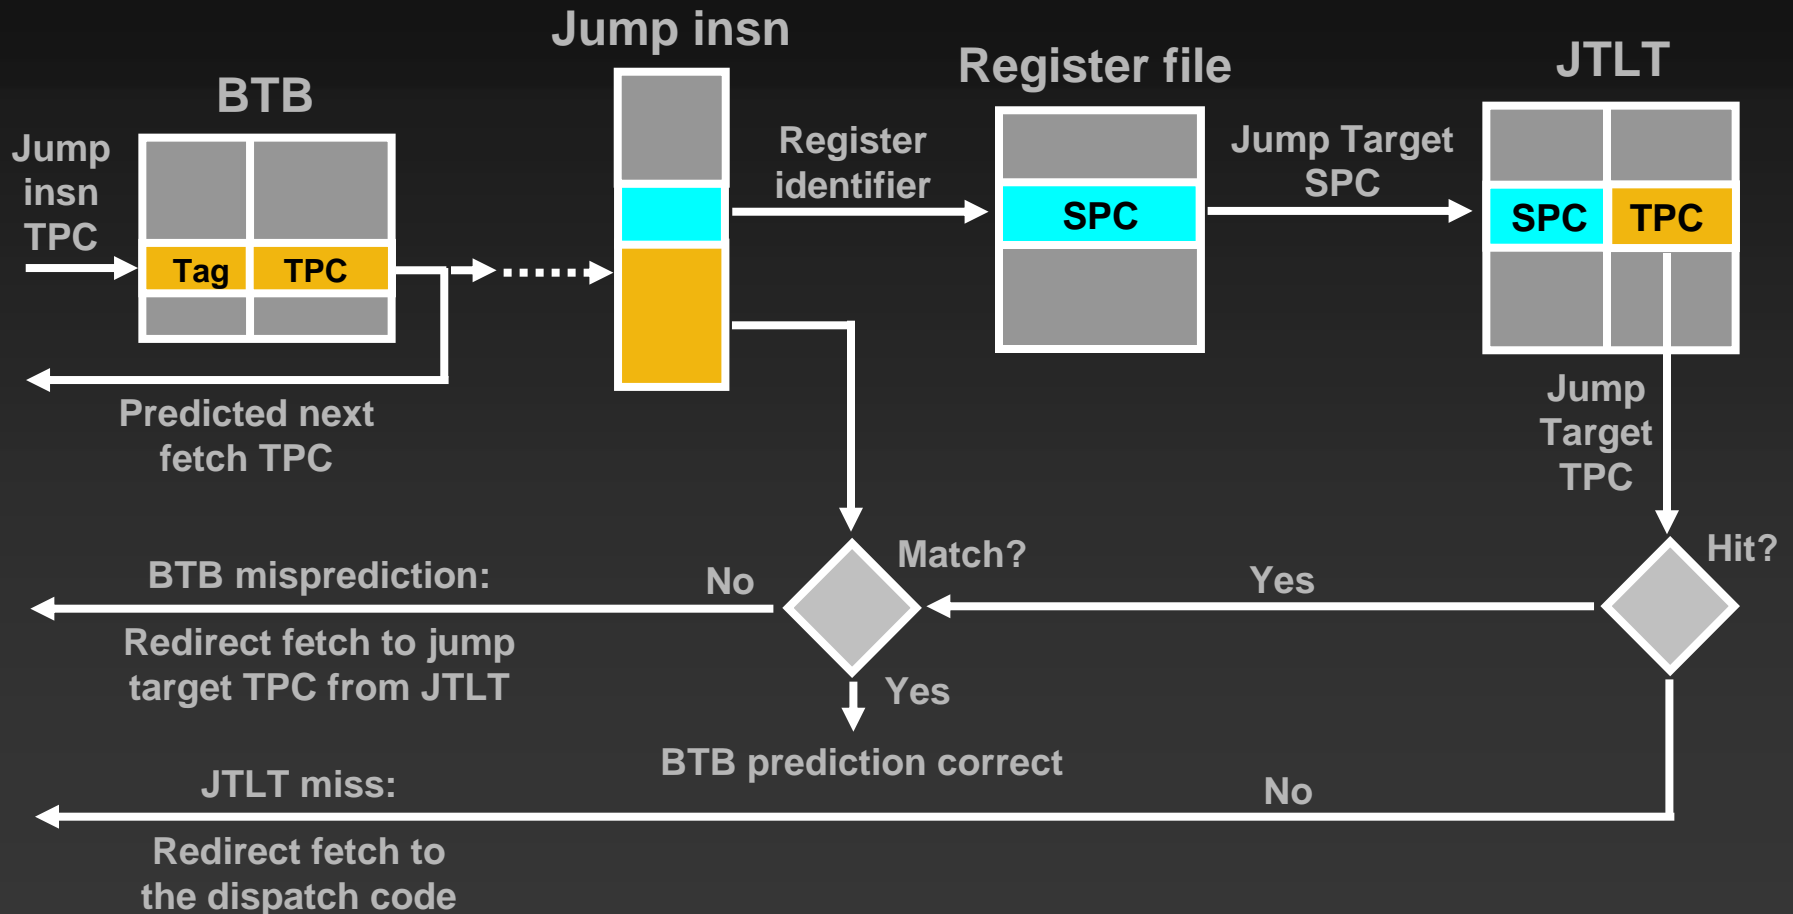 Jump insn
Register file
JTLT
BTB
Jump
insn
TPC
Register
identifier
Jump Target
SPC
Tag
TPC
SPC
SPC
TPC
Predicted next
fetch TPC
Jump
Target
TPC
Match?
Hit?
BTB misprediction:
No
Yes
Redirect fetch to jump
target TPC from JTLT
Yes
BTB prediction correct
JTLT miss:
No
Redirect fetch to
the dispatch code